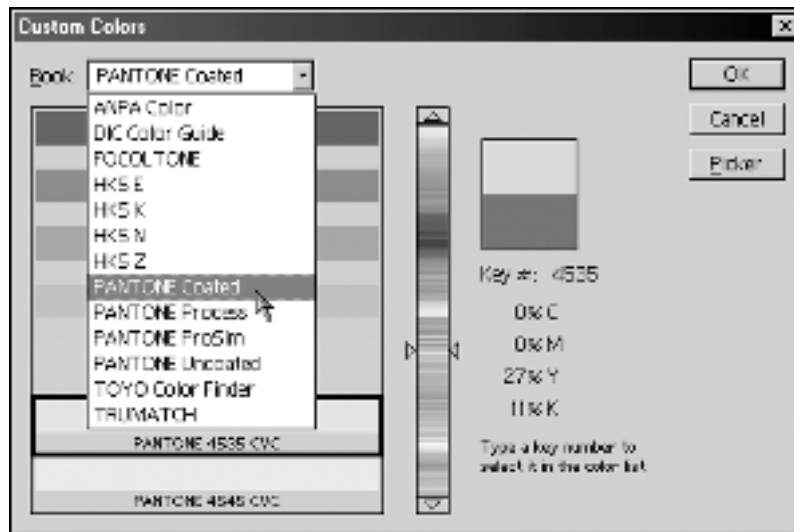 Custom Colors
Book: PANTONE Coated
OK
ANPA Color
DIC Color Guide
FOCOLTONE
HKS E
HKS K
HKS N
HKS Z
PANTONE Coated
PANTONE Process
PANTONE ProSim
PANTONE Uncoated
TOYO Color Finder
TRUMATCH
PANTONE 4535 CVC
PANTONE 4545 CVC
Cancel
Picker
Key #: 4535
0% C
0% M
27% Y
11% K
Type a key number to
select it in the color list